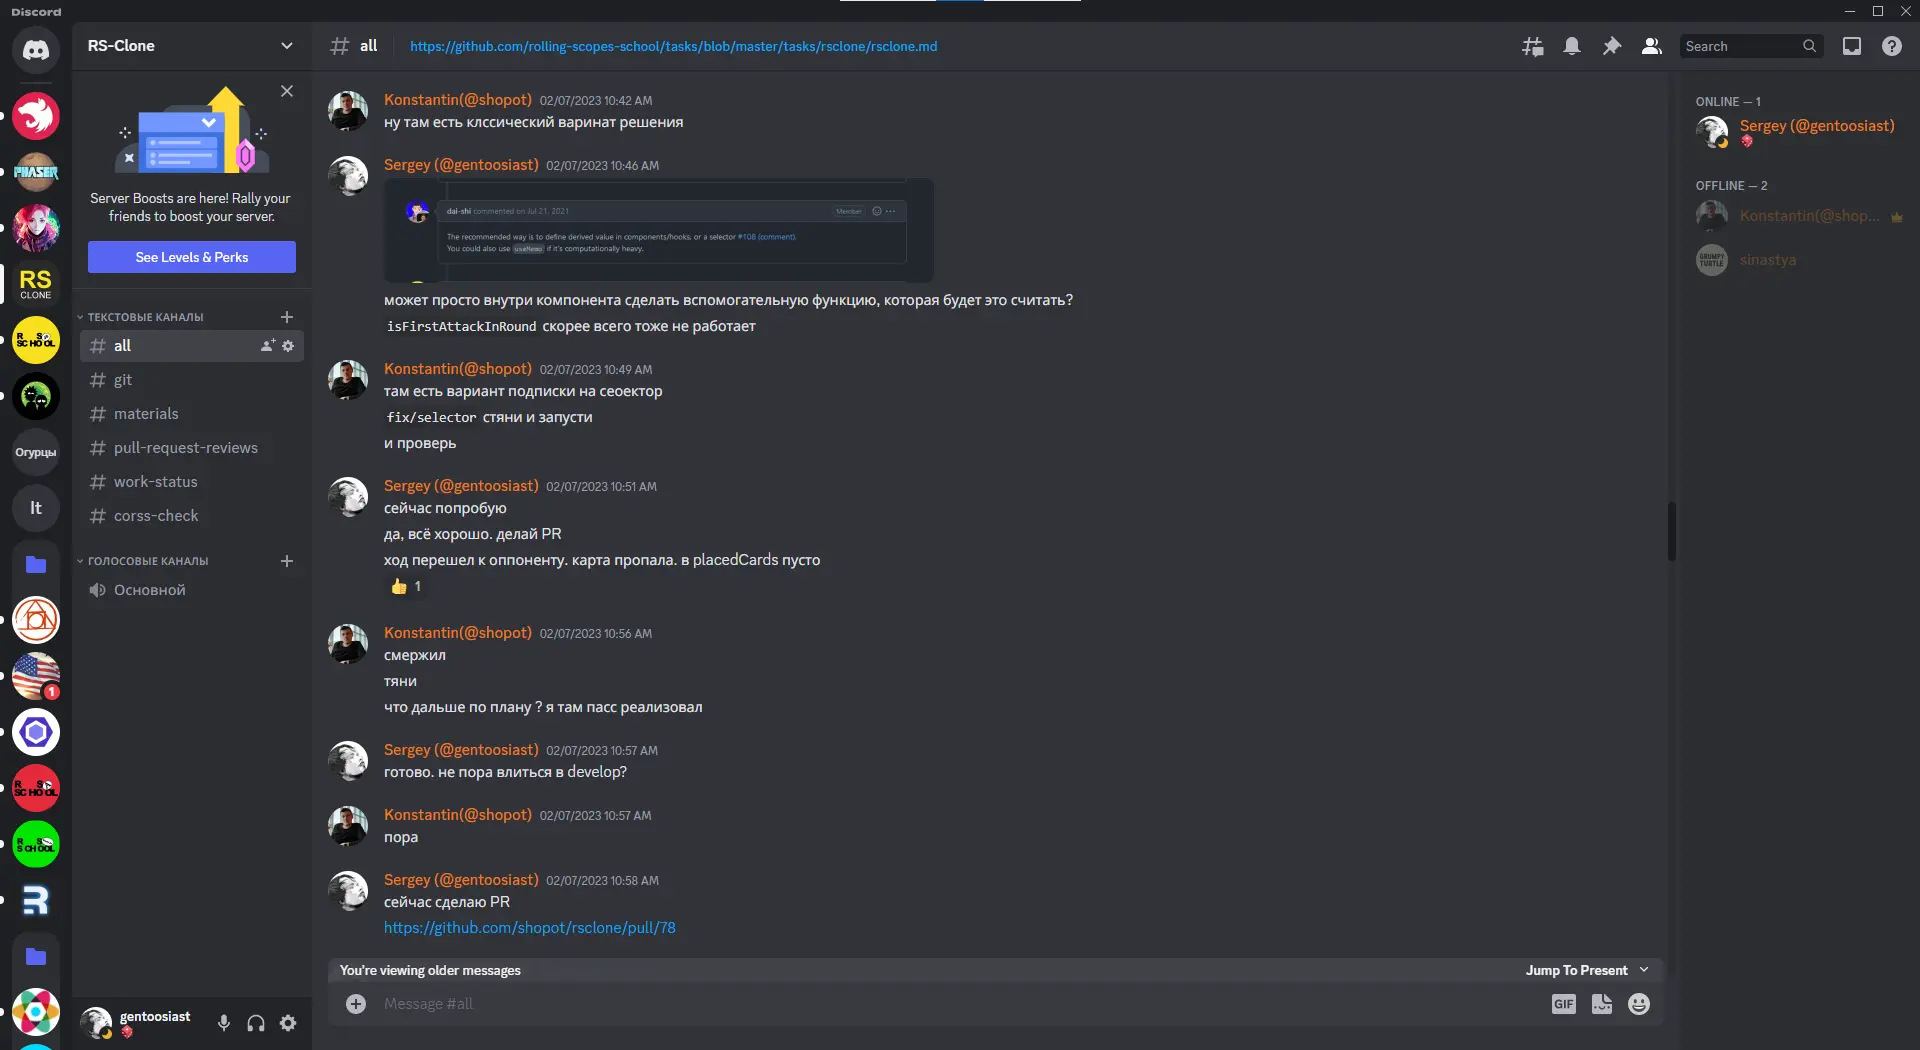 Discord
RS-Clone
all
https://github.com/rolling-scopes-school/tasks/blob/master/tasks/rsclone/rsclone.md
Search
Server Boosts are here! Rally your
friends to boost your server.
See Levels & Perks
ТЕКСТОВЫЕ КАНАЛЫ
all
git
materials
pull-request-reviews
work-status
corss-check
ГОЛОСОВЫЕ КАНАЛЫ
Основной
PHASER
RS
CLONE
Огурцы
It
1
gentoosiast
Konstantin(@shopot) 02/07/2023 10:42 AM
ну там есть клссический варинат решения
Sergey (@gentoosiast) 02/07/2023 10:46 AM
dai-shi commented on Jul 21, 2021
Member
The recommended way is to define derived value in components/hooks; or a selector #108 (comment).
You could also use useMemo if it's computationally heavy.
может просто внутри компонента сделать вспомогательную функцию, которая будет это считать?
isFirstAttackInRound скорее всего тоже не работает
Konstantin(@shopot) 02/07/2023 10:49 AM
там есть вариант подписки на сеоектор
fix/selector стяни и запусти
и проверь
Sergey (@gentoosiast) 02/07/2023 10:51 AM
сейчас попробую
да, всё хорошо. делай PR
ход перешел к оппоненту. карта пропала. в placedCards пусто
1
Konstantin(@shopot) 02/07/2023 10:56 AM
смержил
тяни
что дальше по плану ? я там пасс реализовал
Sergey (@gentoosiast) 02/07/2023 10:57 AM
готово. не пора влиться в develop?
Konstantin(@shopot) 02/07/2023 10:57 AM
пора
Sergey (@gentoosiast) 02/07/2023 10:58 AM
сейчас сделаю PR
https://github.com/shopot/rsclone/pull/78
You're viewing older messages
Jump To Present
Message #all
GIF
ONLINE — 1
Sergey (@gentoosiast)
OFFLINE — 2
Konstantin(@shop...
GRUMPY
TURTLE
sinastya